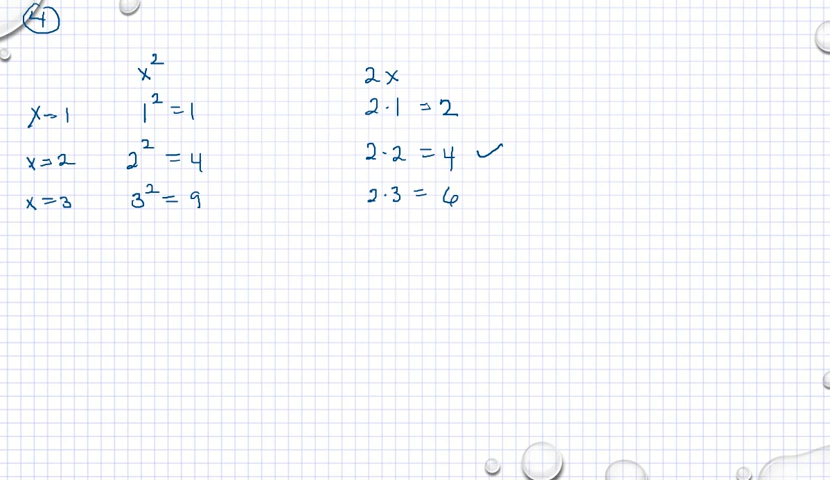 4
x² 2x
x=1 1²=1 2·1=2
x=2 2²=4 2·2=4 ✓
x=3 3²=9 2·3=6